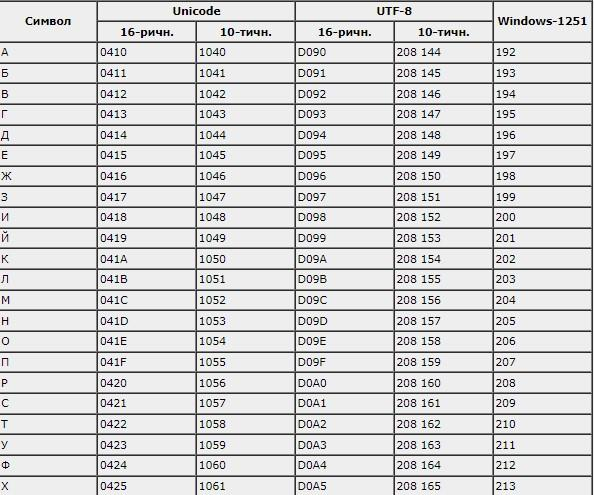 Символ Unicode UTF-8 Windows-1251
16-ричн. 10-тичн. 16-ричн. 10-тичн.
А 0410 1040 D090 208 144 192
Б 0411 1041 D091 208 145 193
В 0412 1042 D092 208 146 194
Г 0413 1043 D093 208 147 195
Д 0414 1044 D094 208 148 196
Е 0415 1045 D095 208 149 197
Ж 0416 1046 D096 208 150 198
З 0417 1047 D097 208 151 199
И 0418 1048 D098 208 152 200
Й 0419 1049 D099 208 153 201
К 041A 1050 D09A 208 154 202
Л 041B 1051 D09B 208 155 203
М 041C 1052 D09C 208 156 204
Н 041D 1053 D09D 208 157 205
О 041E 1054 D09E 208 158 206
П 041F 1055 D09F 208 159 207
Р 0420 1056 D0A0 208 160 208
С 0421 1057 D0A1 208 161 209
Т 0422 1058 D0A2 208 162 210
У 0423 1059 D0A3 208 163 211
Ф 0424 1060 D0A4 208 164 212
Х 0425 1061 D0A5 208 165 213